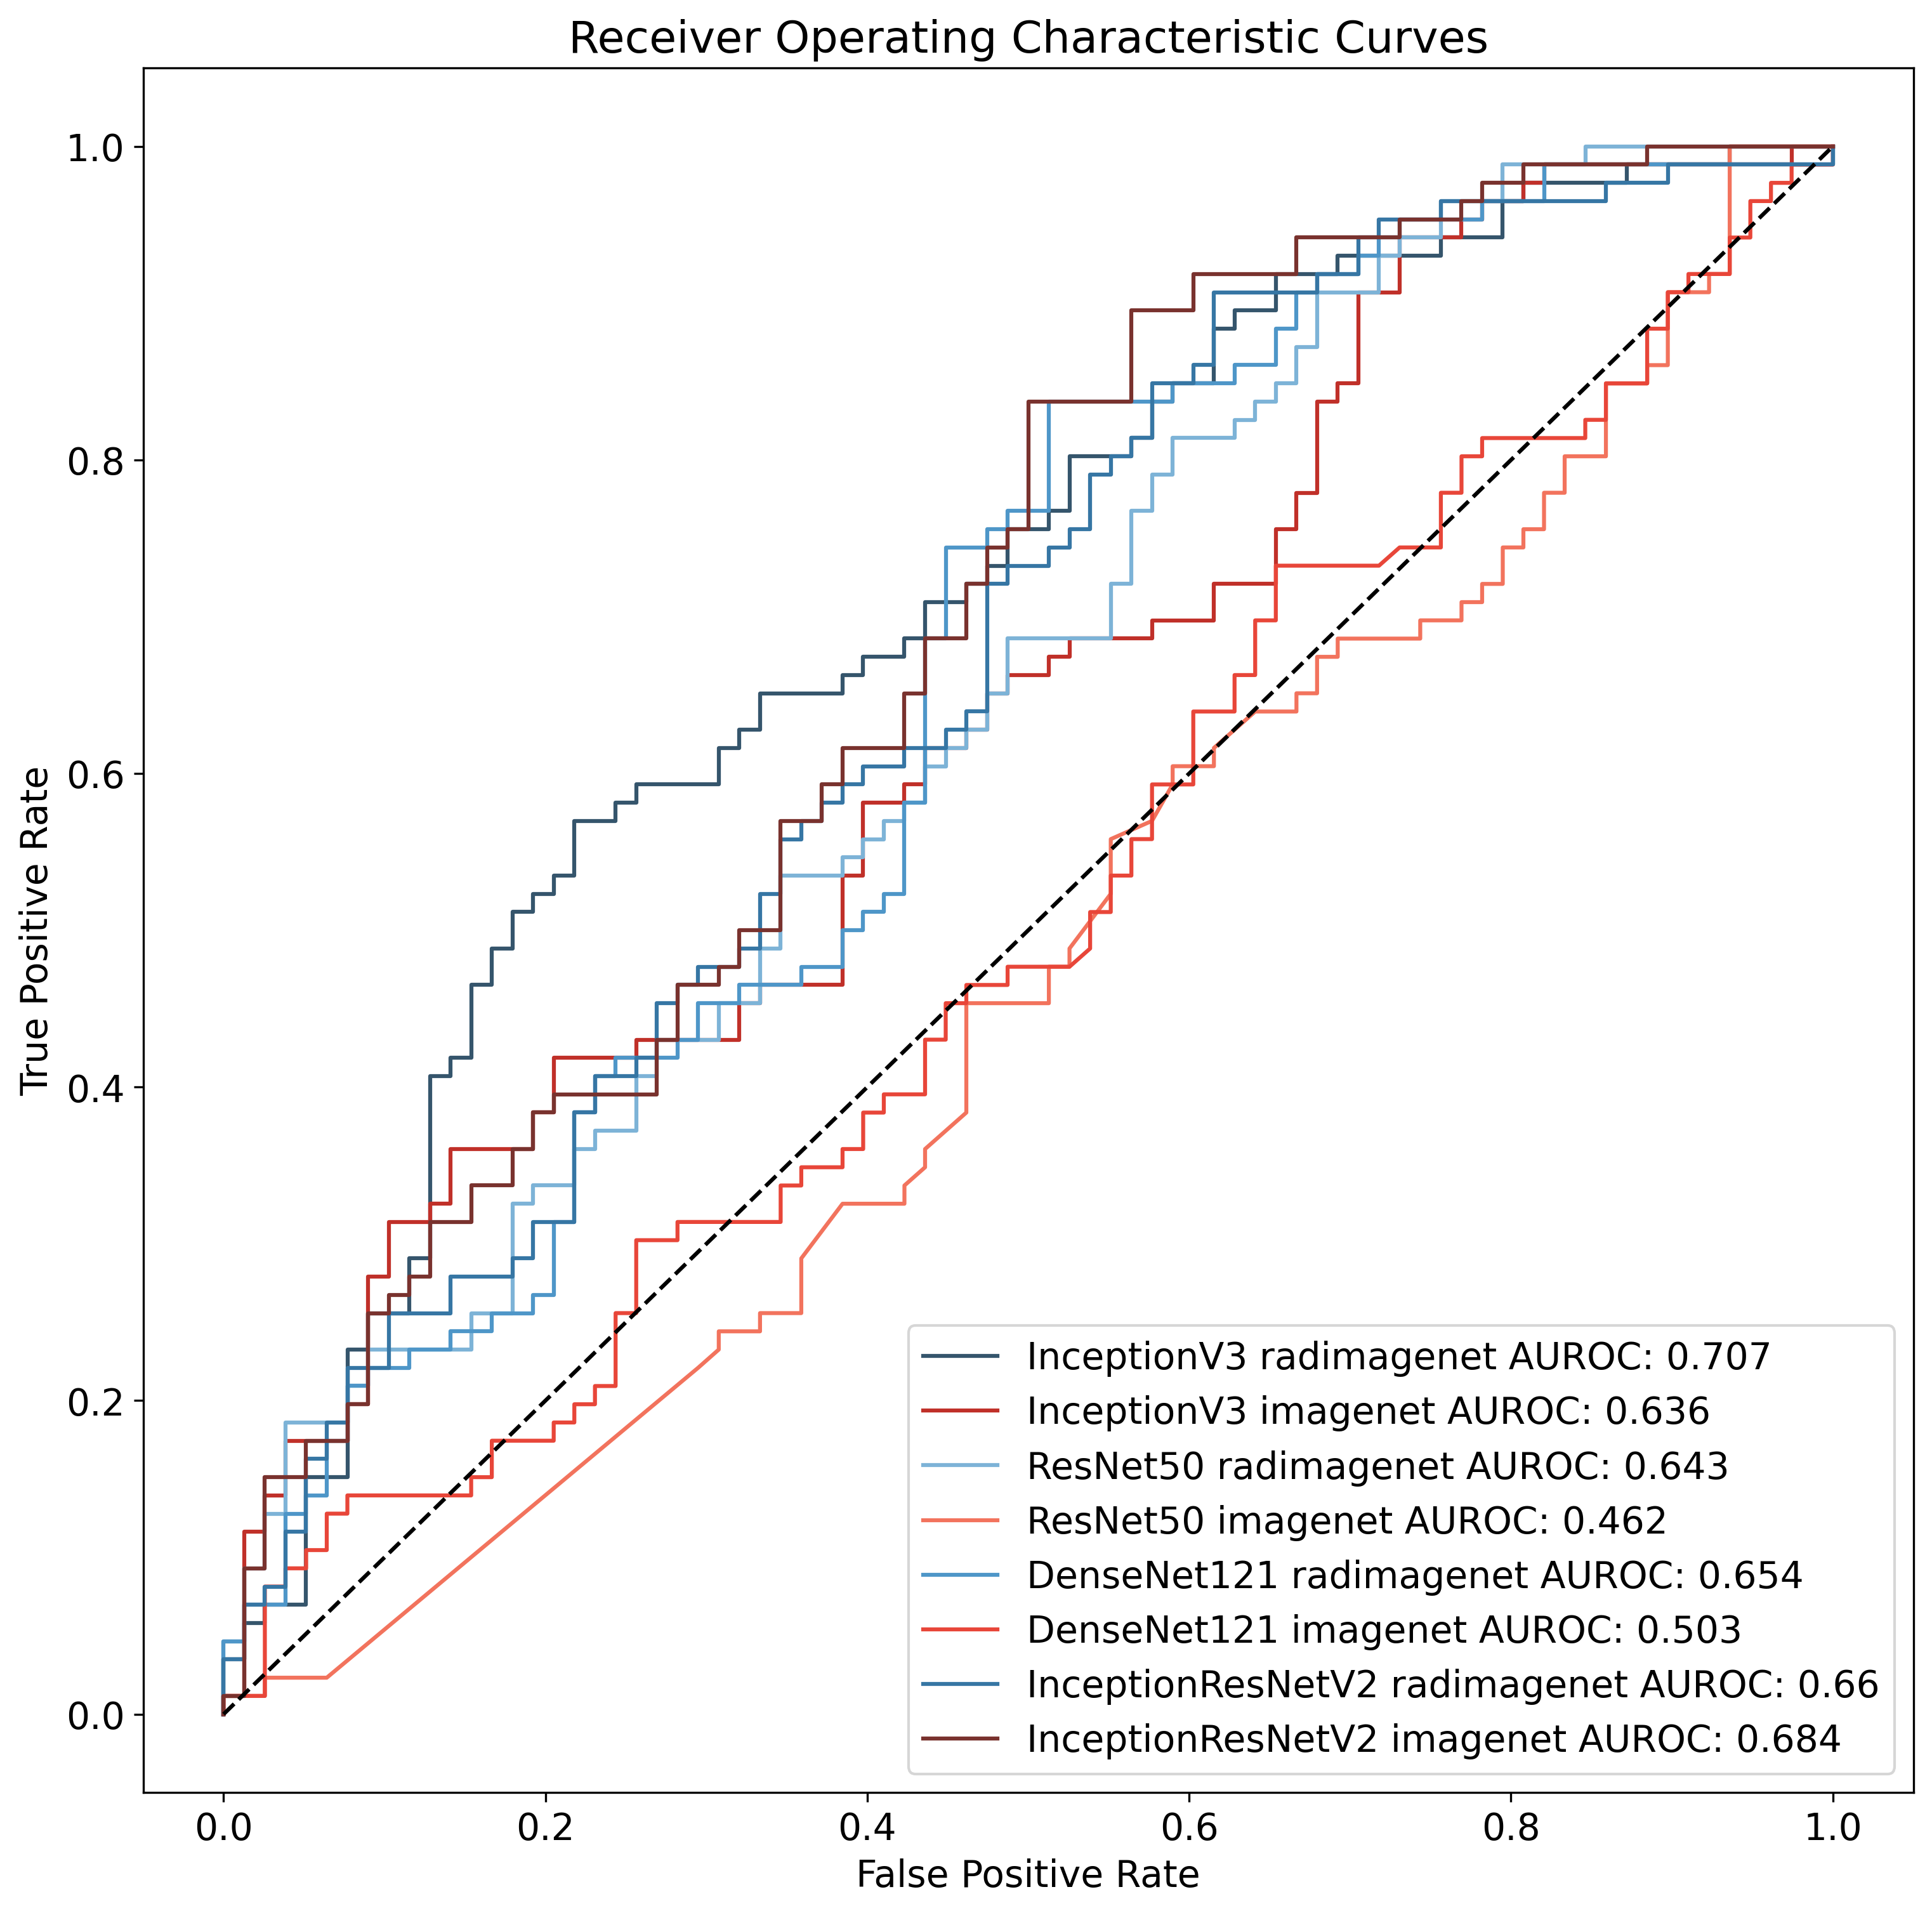 Receiver Operating Characteristic Curves
True Positive Rate
1.0
0.8
0.6
0.4
0.2
0.0
InceptionV3 radimagenet AUROC: 0.707
InceptionV3 imagenet AUROC: 0.636
ResNet50 radimagenet AUROC: 0.643
ResNet50 imagenet AUROC: 0.462
DenseNet121 radimagenet AUROC: 0.654
DenseNet121 imagenet AUROC: 0.503
InceptionResNetV2 radimagenet AUROC: 0.66
InceptionResNetV2 imagenet AUROC: 0.684
0.0 0.2 0.4 0.6 0.8 1.0
False Positive Rate